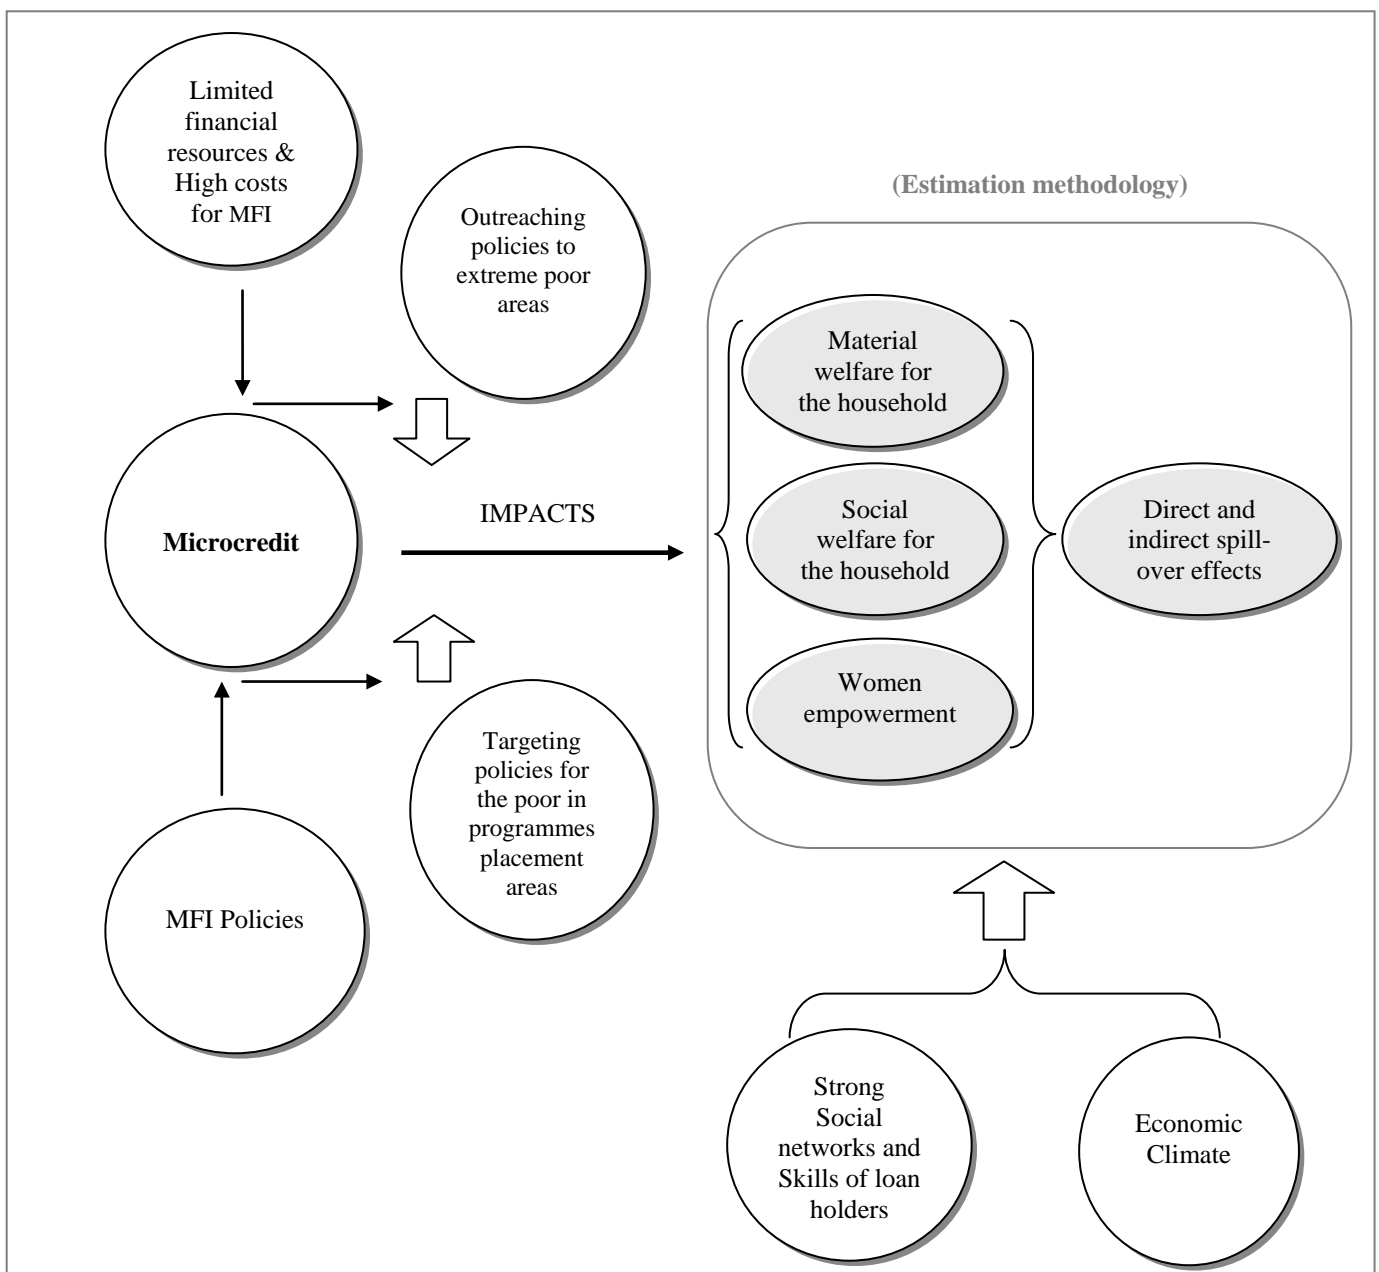 Limited
financial
resources &
High costs
for MFI
Outreaching
policies to
extreme poor
areas
(Estimation methodology)
Material
welfare for
the household
IMPACTS
Microcredit
Social
welfare for
the household
Direct and
indirect spill-
over effects
Women
empowerment
Targeting
policies for
the poor in
programmes
placement
areas
MFI Policies
Strong
Social
networks and
Skills of loan
holders
Economic
Climate